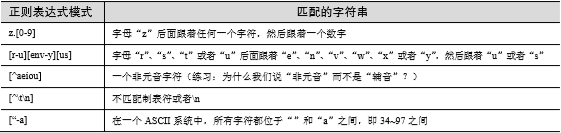 正则表达式模式 匹配的字符串
z.[0-9] 字母“z”后面跟着任何一个字符，然后跟着一个数字
[r-u][env-y][us] 字母“r”、“s”、“t”或者“u”后面跟着“e”、“n”、“v”、“w”、“x”或者“y”，然后跟着“u”或者“s”
[^aeiou] 一个非元音字符（练习：为什么我们说“非元音”而不是“辅音”？）
[^\t\n] 不匹配制表符或者\n
[“-a] 在一个 ASCII 系统中，所有字符都位于“”和“a”之间，即 34~97 之间